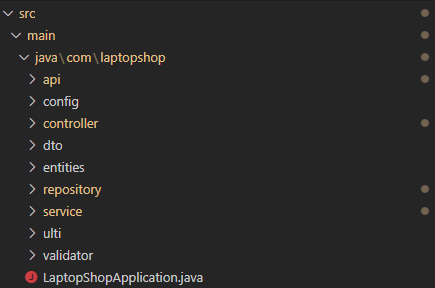 src
main
java\com\laptopshop
api
config
controller
dto
entities
repository
service
ulti
validator
J LaptopShopApplication.java